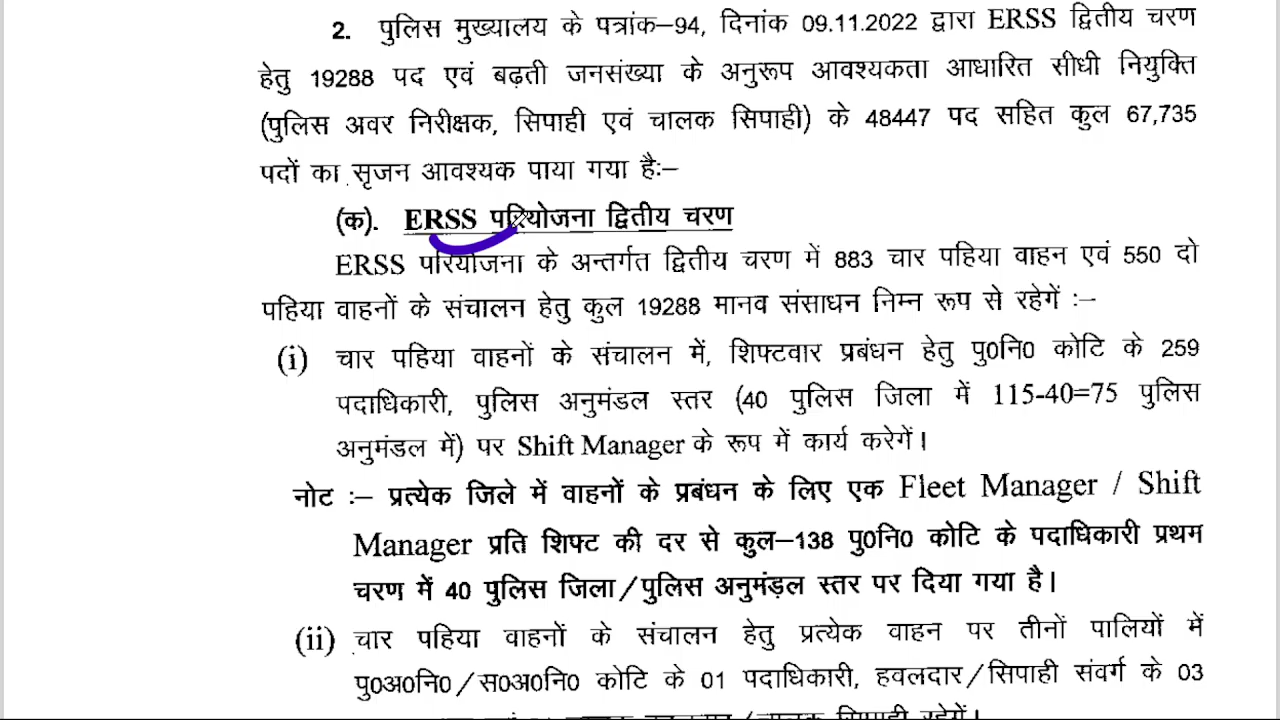 2. पुलिस मुख्यालय के पत्रांक–94, दिनांक 09.11.2022 द्वारा ERSS द्वितीय चरण
हेतु 19288 पद एवं बढ़ती जनसंख्या के अनुरूप आवश्यकता आधारित सीधी नियुक्ति
(पुलिस अवर निरीक्षक, सिपाही एवं चालक सिपाही) के 48447 पद सहित कुल 67,735
पदों का सृजन आवश्यक पाया गया हैः–
(क). ERSS परियोजना द्वितीय चरण
ERSS परियोजना के अन्तर्गत द्वितीय चरण में 883 चार पहिया वाहन एवं 550 दो
पहिया वाहनों के संचालन हेतु कुल 19288 मानव संसाधन निम्न रूप से रहेगें :–
(i) चार पहिया वाहनों के संचालन में, शिफ्टवार प्रबंधन हेतु पु0नि0 कोटि के 259
पदाधिकारी, पुलिस अनुमंडल स्तर (40 पुलिस जिला में 115-40=75 पुलिस
अनुमंडल में) पर Shift Manager के रूप में कार्य करेगें।
नोट :– प्रत्येक जिले में वाहनों के प्रबंधन के लिए एक Fleet Manager / Shift
Manager प्रति शिफ्ट की दर से कुल–138 पु0नि0 कोटि के पदाधिकारी प्रथम
चरण में 40 पुलिस जिला/पुलिस अनुमंड़ल स्तर पर दिया गया है।
(ii) चार पहिया वाहनों के संचालन हेतु प्रत्येक वाहन पर तीनों पालियों में
पु0अ0नि0/स0अ0नि0 कोटि के 01 पदाधिकारी, हवलदार/सिपाही संवर्ग के 03
सिपाही रहेगें।